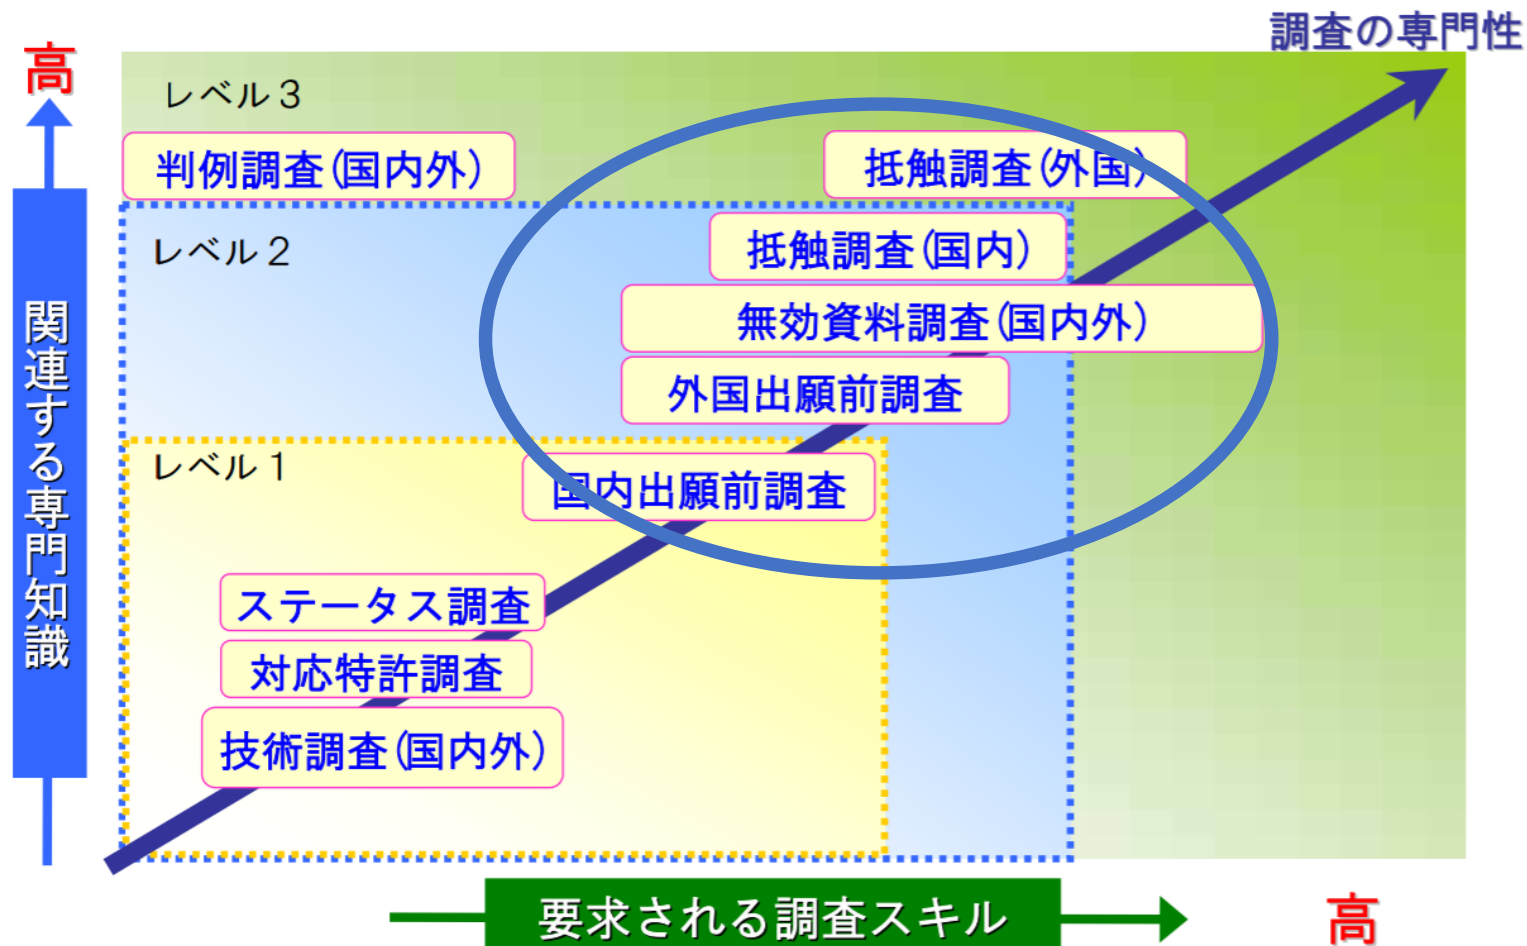 調査の専門性
高
レベル３
判例調査(国内外)
抵触調査(外国)
レベル２
抵触調査(国内)
無効資料調査(国内外)
外国出願前調査
レベル１
国内出願前調査
ステータス調査
対応特許調査
技術調査(国内外)
関連する専門知識
要求される調査スキル
高